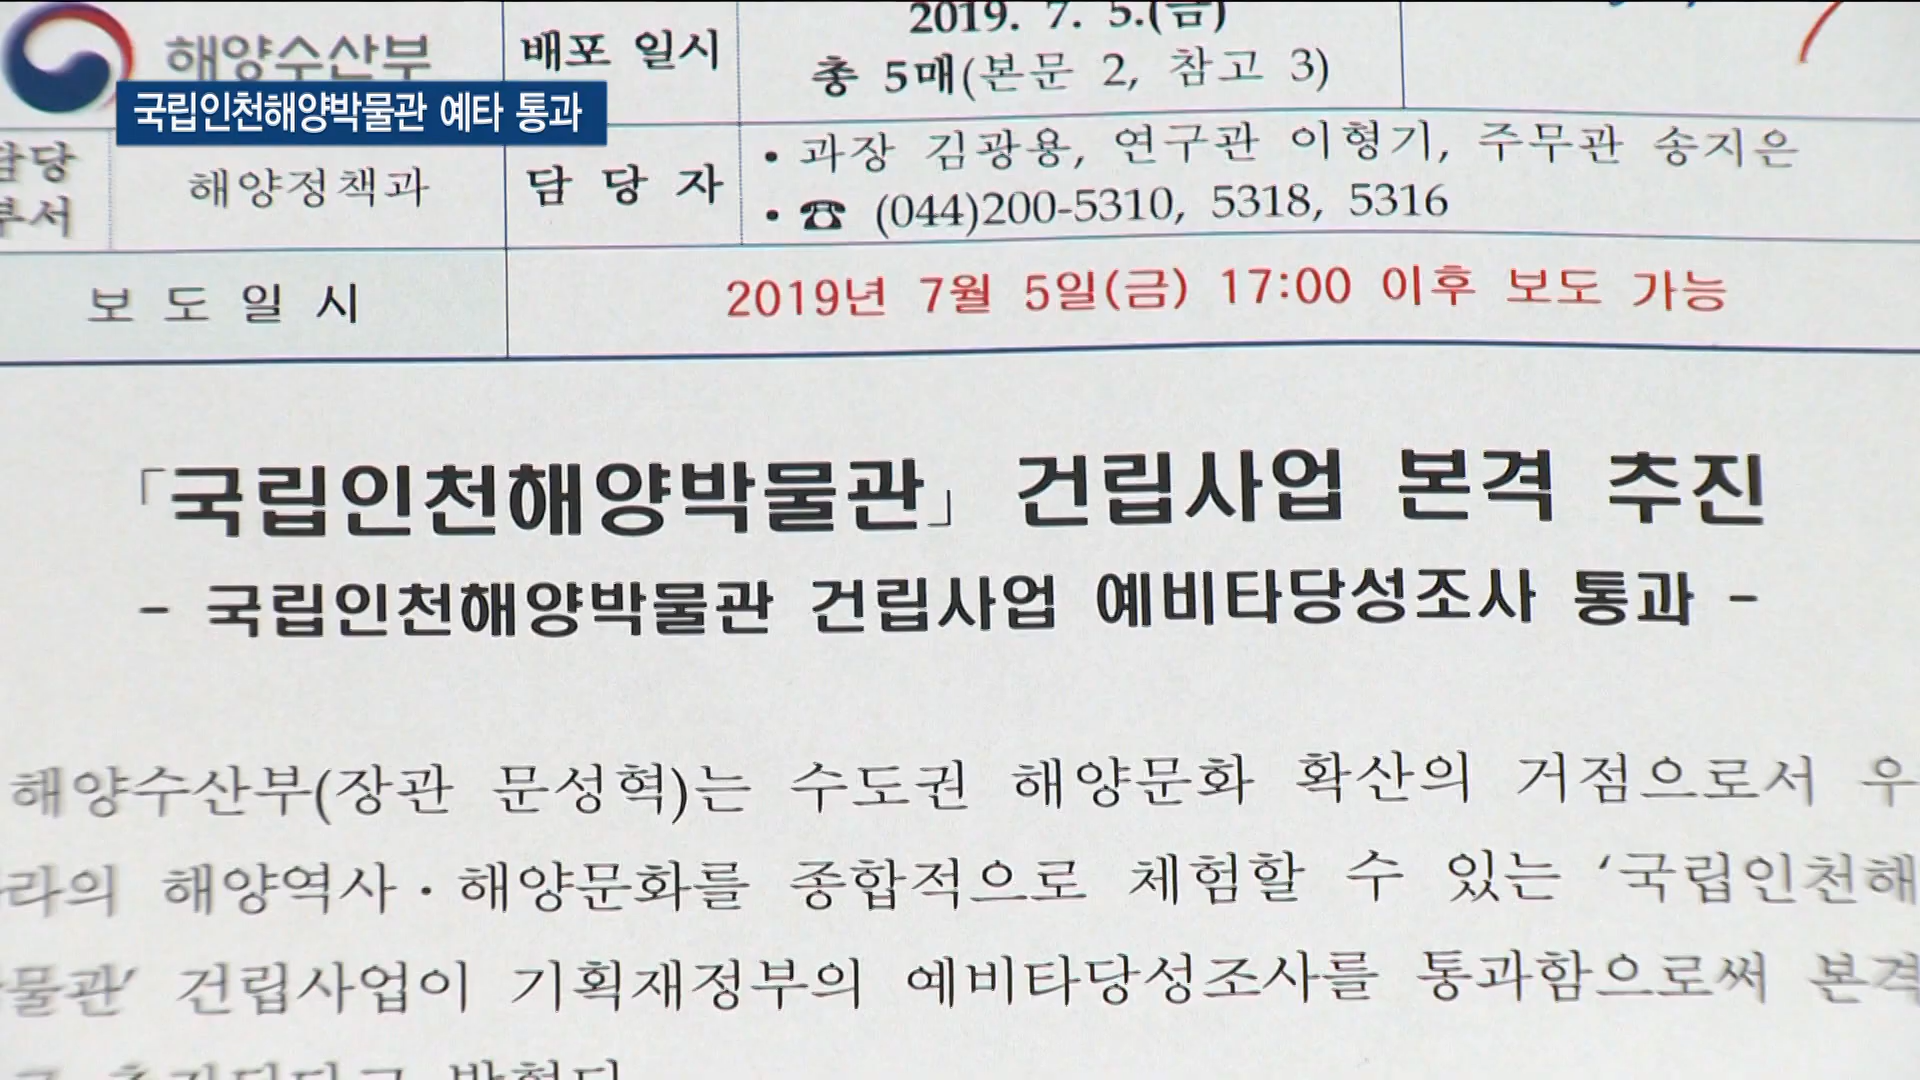 2019. 7. 5.(금)
해양수산부
배포 일시
총 5매(본문 2, 참고 3)
국립인천해양박물관 예타 통과
담당
부서
해양정책과
담 당 자
• 과장 김광용, 연구관 이형기, 주무관 송지은
• ☎ (044)200-5310, 5318, 5316
보 도 일 시
2019년 7월 5일(금) 17:00 이후 보도 가능
「국립인천해양박물관」 건립사업 본격 추진
- 국립인천해양박물관 건립사업 예비타당성조사 통과 -
해양수산부(장관 문성혁)는 수도권 해양문화 확산의 거점으로서 우
라의 해양역사·해양문화를 종합적으로 체험할 수 있는 ‘국립인천해
물관’ 건립사업이 기획재정부의 예비타당성조사를 통과함으로써 본격